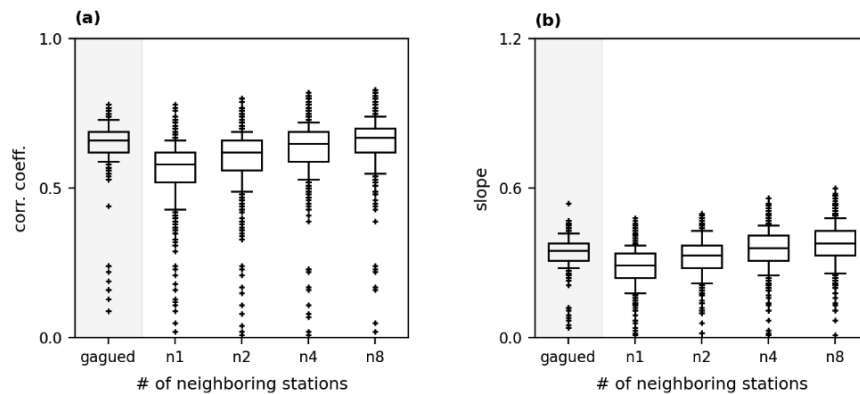 (a)
1.0
0.5
0.0
corr. coeff.
gagued n1 n2 n4 n8
# of neighboring stations
(b)
1.2
0.6
0.0
slope
gagued n1 n2 n4 n8
# of neighboring stations